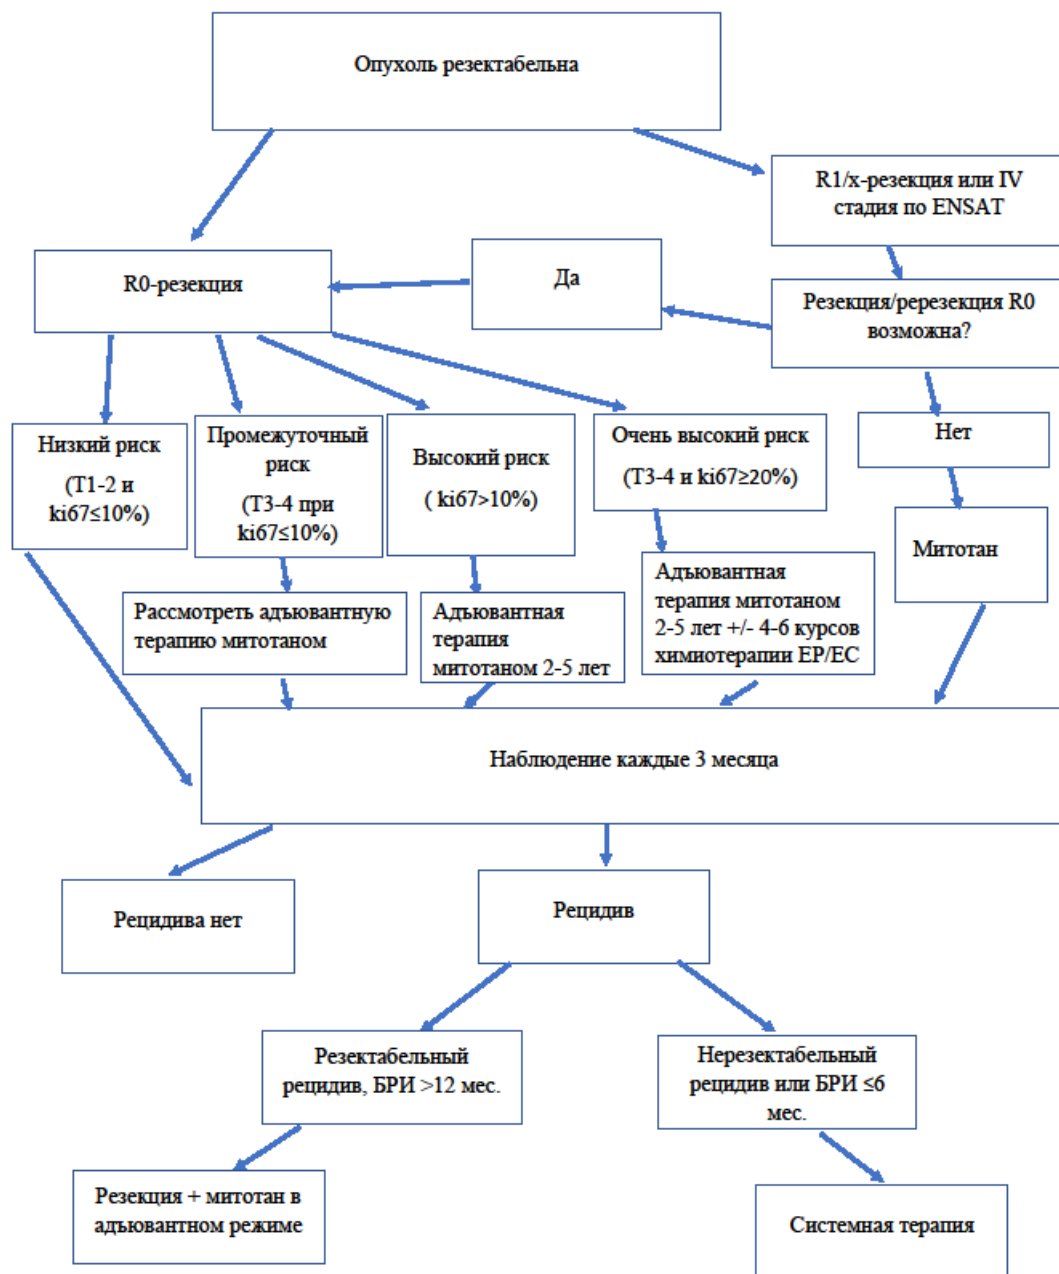 Опухоль резектабельна
R1/x-резекция или IV
стадия по ENSAT
R0-резекция
Да
Резекция/ререзекция R0
возможна?
Низкий риск
(T1-2 и
ki67≤10%)
Промежуточный
риск
(T3-4 при
ki67≤10%)
Высокий риск
( ki67>10%)
Очень высокий риск
(T3-4 и ki67≥20%)
Нет
Митотан
Рассмотреть адъювантную
терапию митотаном
Адъювантная
терапия
митотаном 2-5 лет
Адъювантная
терапия митотаном
2-5 лет +/- 4-6 курсов
химиотерапии EP/EC
Наблюдение каждые 3 месяца
Рецидива нет
Рецидив
Резектабельный
рецидив, БРИ >12 мес.
Нерезектабельный
рецидив или БРИ ≤6
мес.
Резекция + митотан в
адъювантном режиме
Системная терапия